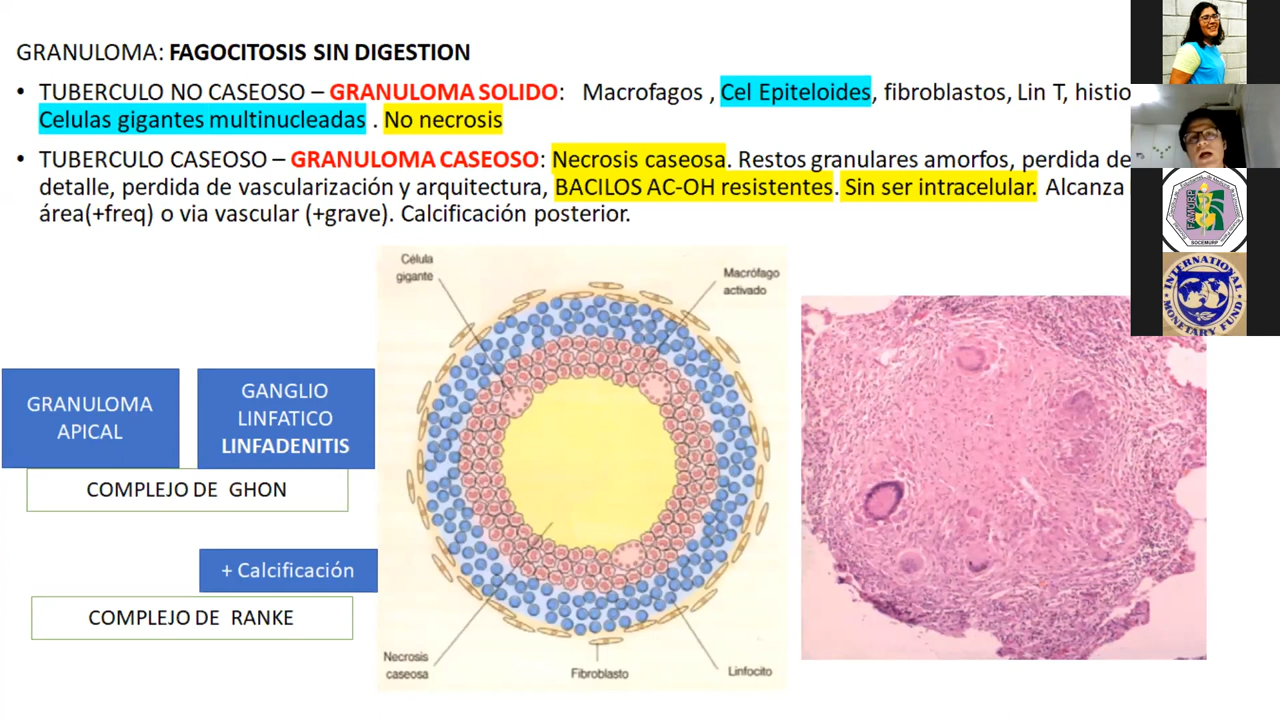 GRANULOMA: FAGOCITOSIS SIN DIGESTION
• TUBERCULO NO CASEOSO – GRANULOMA SOLIDO: Macrofagos , Cel Epiteloides, fibroblastos, Lin T, histio
Celulas gigantes multinucleadas . No necrosis
• TUBERCULO CASEOSO – GRANULOMA CASEOSO: Necrosis caseosa. Restos granulares amorfos, perdida de
detalle, perdida de vascularización y arquitectura, BACILOS AC-OH resistentes. Sin ser intracelular. Alcanza
área(+freq) o via vascular (+grave). Calcificación posterior.
Célula
gigante
Macrófago
activado
GRANULOMA
APICAL
GANGLIO
LINFATICO
LINFADENITIS
COMPLEJO DE GHON
+ Calcificación
COMPLEJO DE RANKE
Necrosis
caseosa
Fibroblasto
Linfocito
FAMURP
SOCEMURP
INTERNATIONAL
MONETARY FUND